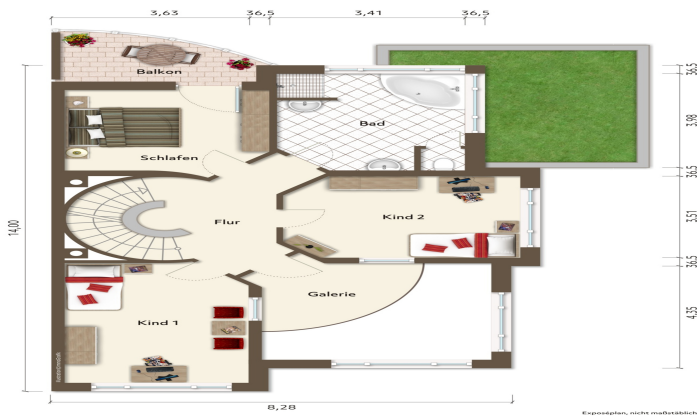 3,63 36,5 3,41 36,5
Balkon
36,5
Bad
3,98
Schlafen
14,00
36,5
Kind 2
Flur
3,51
36,5
Galerie
Kind 1
4,35
8,28
Exposéplan, nicht maßstäblich